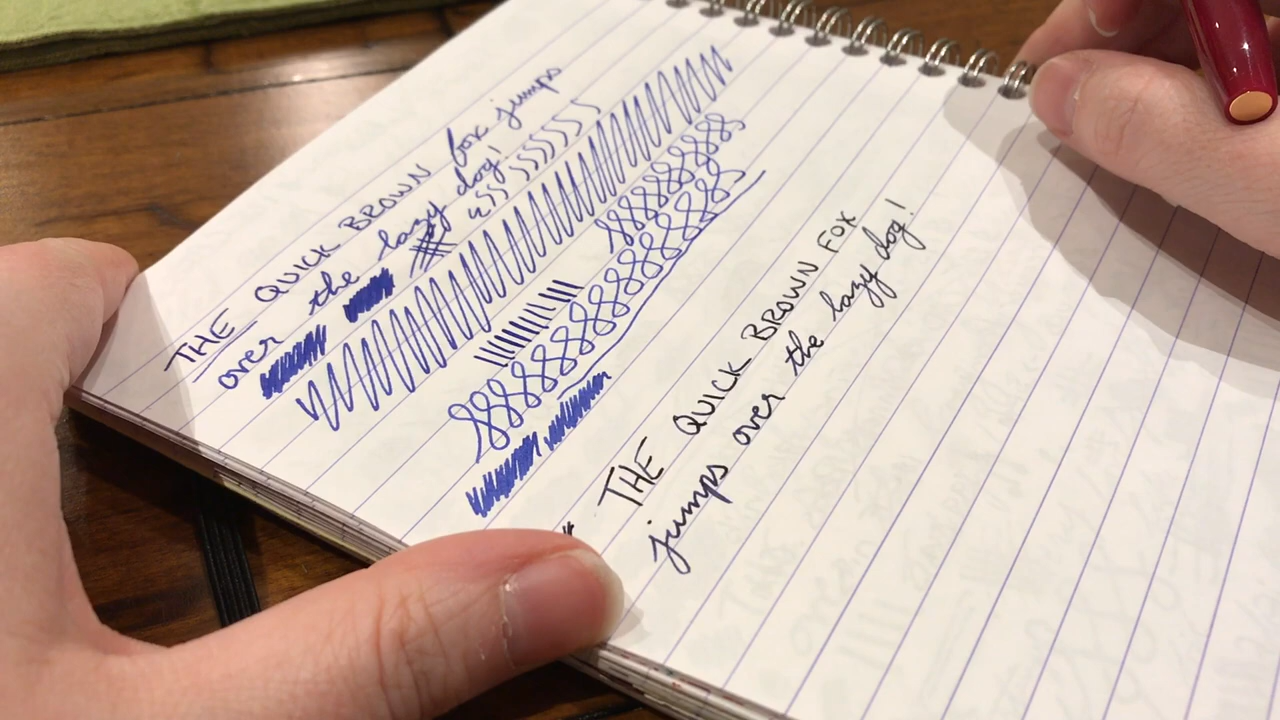 THE QUICK BROWN fox jumps
over the lazy dog!
THE QUICK BROWN FOX
jumps over the lazy dog!